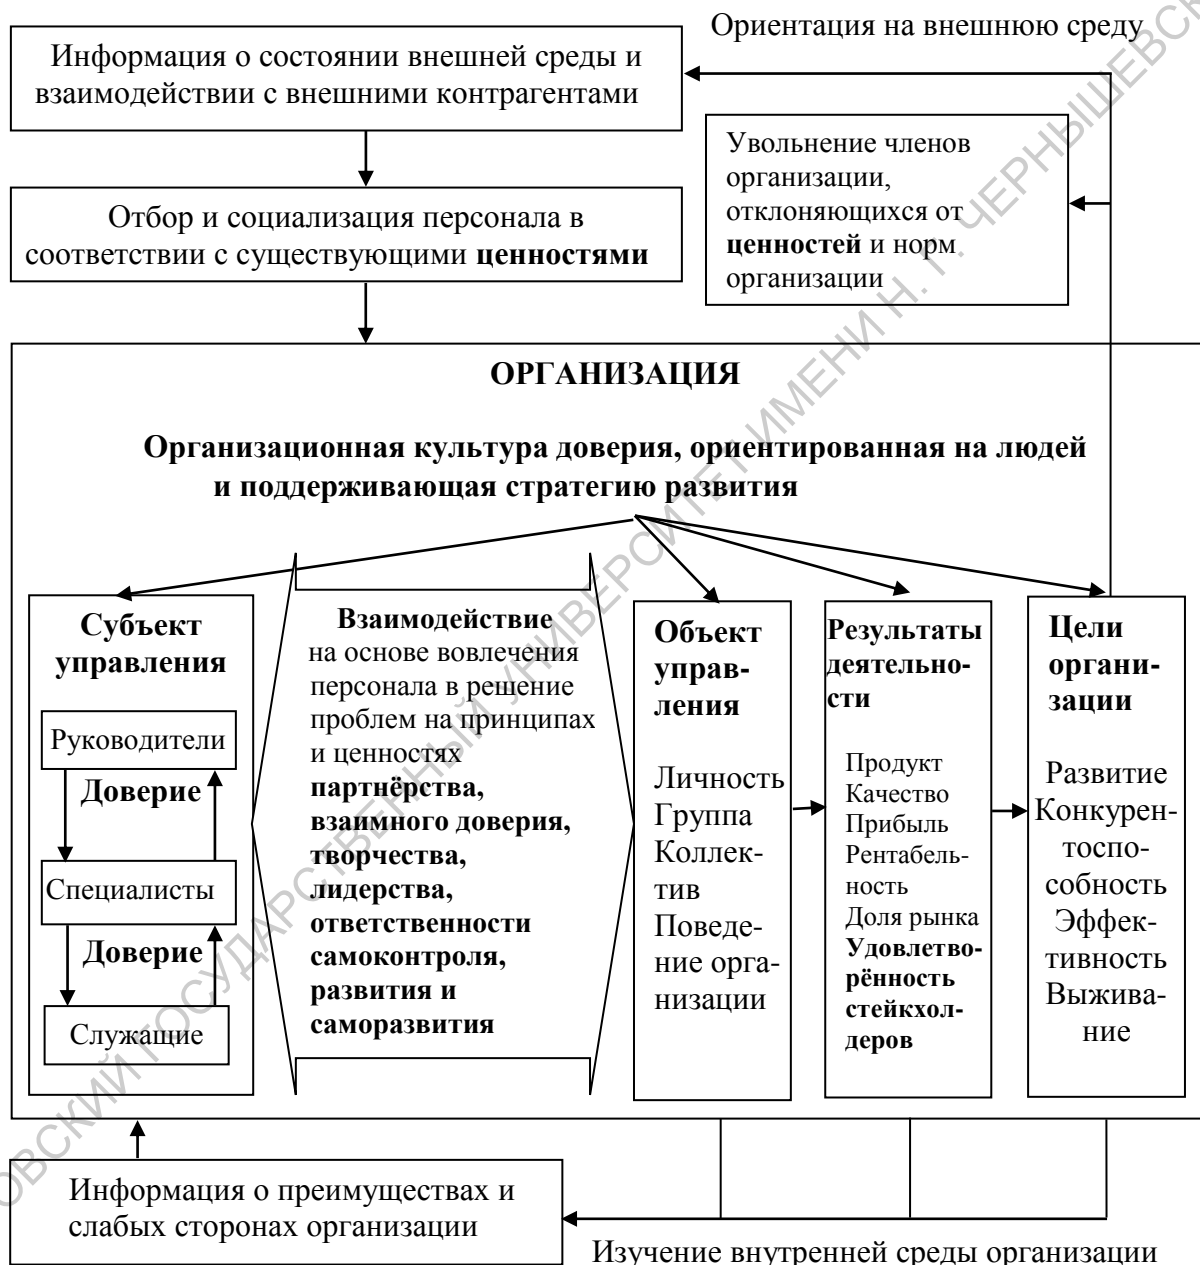 Ориентация на внешнюю среду
Информация о состоянии внешней среды и
взаимодействии с внешними контрагентами
Увольнение членов
организации,
отклоняющихся от
ценностей и норм
организации
Отбор и социализация персонала в
соответствии с существующими ценностями
ОРГАНИЗАЦИЯ
Организационная культура доверия, ориентированная на людей
и поддерживающая стратегию развития
Субъект
управления
Руководители
Доверие
Специалисты
Доверие
Служащие
Взаимодействие
на основе вовлечения
персонала в решение
проблем на принципах
и ценностях
партнёрства,
взаимного доверия,
творчества,
лидерства,
ответственности
самоконтроля,
развития и
саморазвития
Объект
управ-
ления
Личность
Группа
Коллек-
тив
Поведе-
ние орга-
низации
Результаты
деятельно-
сти
Продукт
Качество
Прибыль
Рентабель-
ность
Доля рынка
Удовлетво-
рённость
стейкхол-
деров
Цели
органи-
зации
Развитие
Конкурен-
тоспо-
собность
Эффек-
тивность
Выжива-
ние
Информация о преимуществах и
слабых сторонах организации
Изучение внутренней среды организации
ГОСУДАРСТВЕННЫЙ УНИВЕРСИТЕТ ИМЕНИ Н. Г.